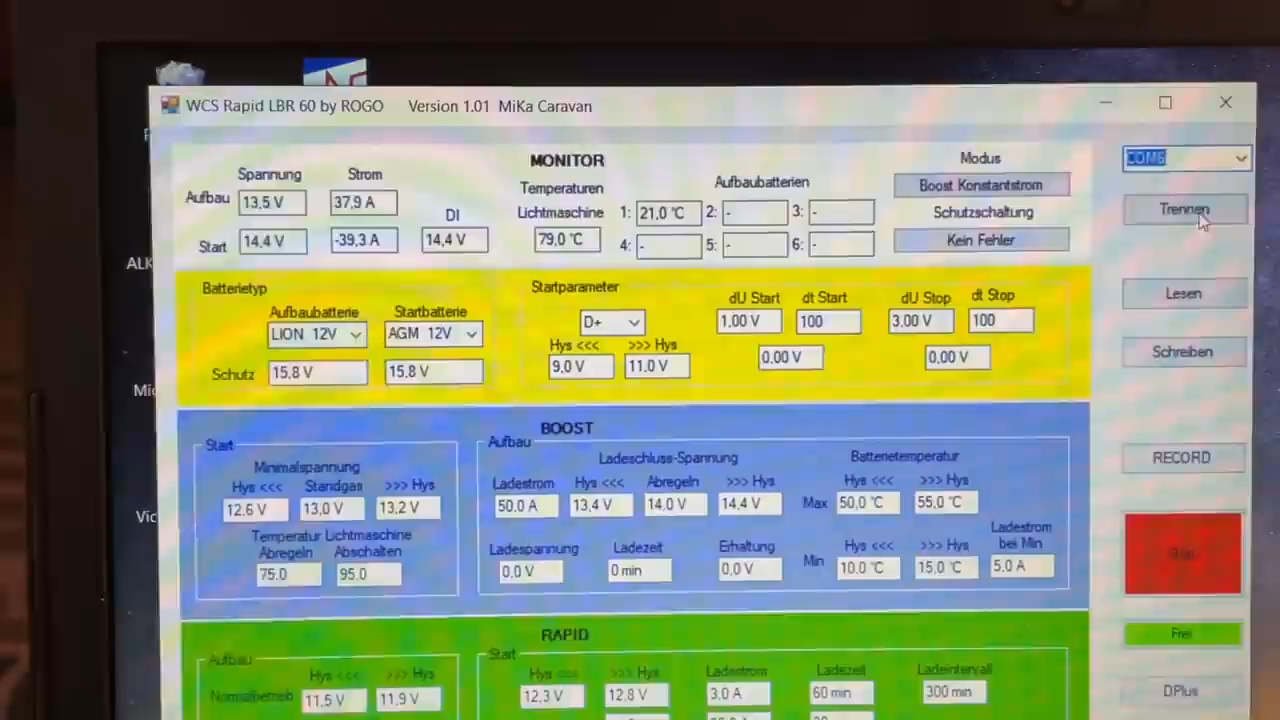 WCS Rapid LBR 60 by ROGO Version 1.01 MiKa Caravan
MONITOR
Spannung Strom
Aufbau 13,5 V 37,9 A
DI
Start 14,4 V -39,3 A 14,4 V
Temperaturen
Lichtmaschine
79,0 °C
Aufbaubatterien
1: 21,0 °C 2: - 3: -
4: - 5: - 6: -
Modus
Boost Konstantstrom
Schutzschaltung
Kein Fehler
COM6
Trennen
Lesen
Schreiben
RECORD
Frei
DPlus
Batterietyp
Aufbaubatterie Startbatterie
LION 12V AGM 12V
Schutz 15.8 V 15.8 V
Startparameter
D+
Hys <<< >>> Hys
9.0 V 11.0 V
dU Start dt Start dU Stop dt Stop
1,00 V 100 3,00 V 100
0.00 V 0,00 V
BOOST
Start
Minimalspannung
Hys <<< Standgas >>> Hys
12.6 V 13,0 V 13,2 V
Temperatur Lichtmaschine
Abregeln Abschalten
75.0 95.0
Aufbau
Ladeschluss-Spannung
Ladestrom Hys <<< Abregeln >>> Hys
50.0 A 13,4 V 14,0 V 14,4 V
Ladespannung Ladezeit Erhaltung
0,0 V 0 min 0,0 V
Batterietemperatur
Hys <<< >>> Hys
Max 50,0 °C 55,0 °C
Hys <<< >>> Hys
Min 10.0 °C 15,0 °C
Ladestrom
bei Min
5.0 A
RAPID
Aufbau
Hys <<< >>> Hys
Normalbetrieb 11,5 V 11,9 V
Start
Hys <<< >>> Hys Ladestrom Ladezeit Ladeintervall
12,3 V 12,8 V 3.0 A 60 min 300 min